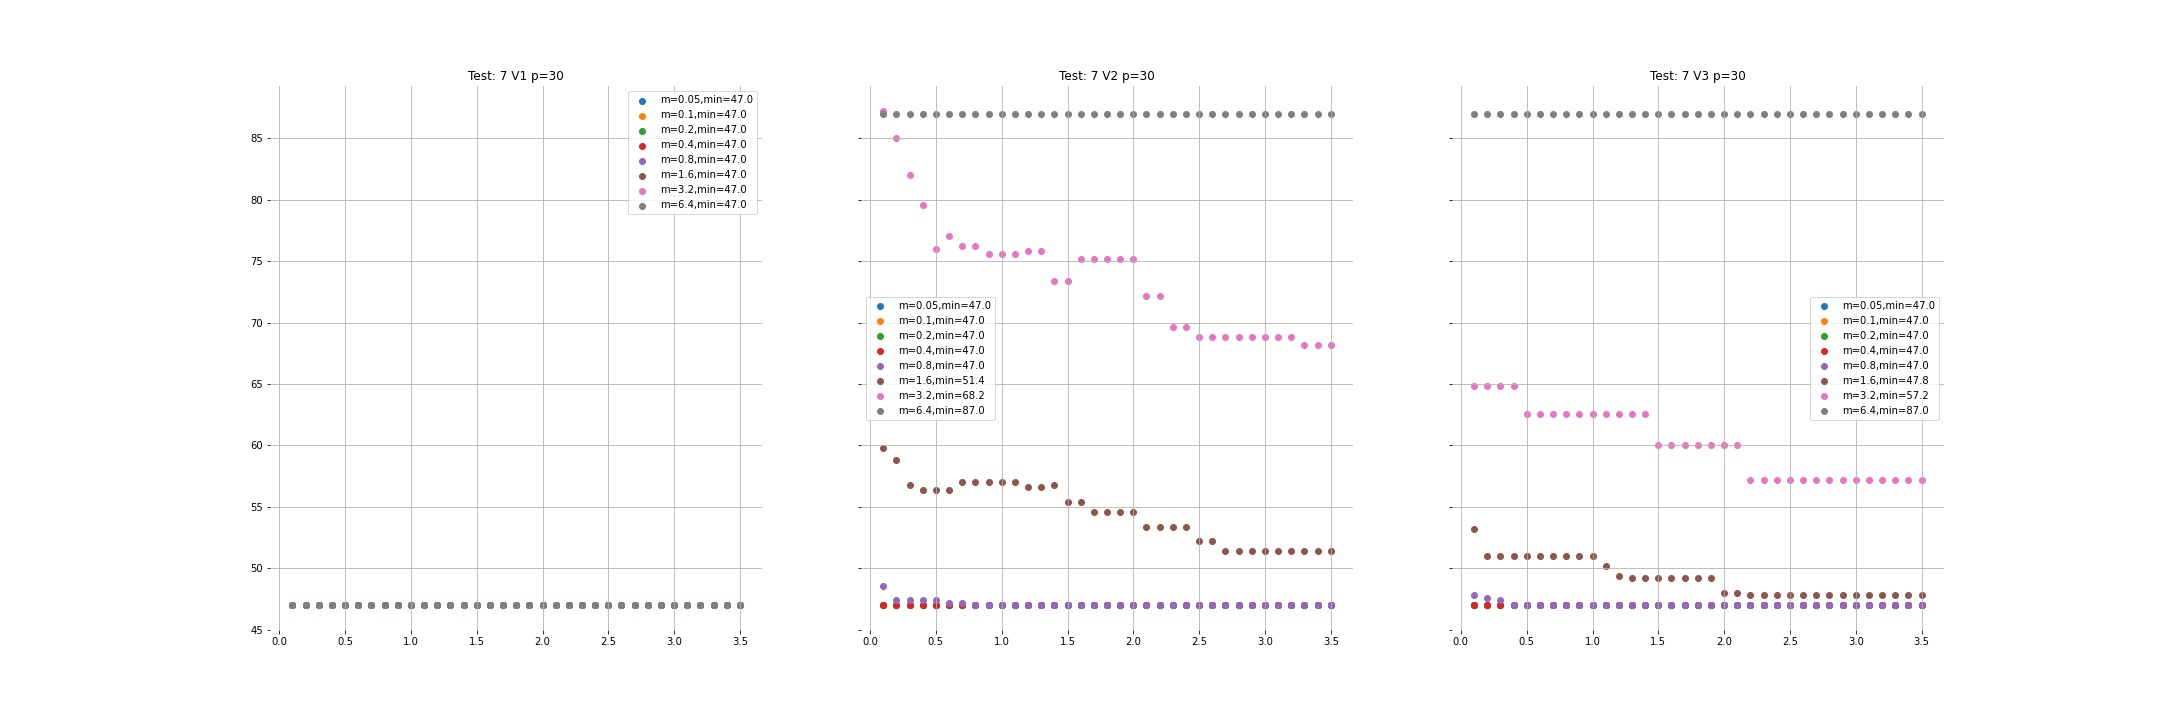 Test: 7 V1 p=30
m=0.05,min=47.0
m=0.1,min=47.0
m=0.2,min=47.0
m=0.4,min=47.0
m=0.8,min=47.0
m=1.6,min=47.0
m=3.2,min=47.0
m=6.4,min=47.0
85
80
75
70
65
60
55
50
45
0.0 0.5 1.0 1.5 2.0 2.5 3.0 3.5
Test: 7 V2 p=30
m=0.05,min=47.0
m=0.1,min=47.0
m=0.2,min=47.0
m=0.4,min=47.0
m=0.8,min=47.0
m=1.6,min=51.4
m=3.2,min=68.2
m=6.4,min=87.0
0.0 0.5 1.0 1.5 2.0 2.5 3.0 3.5
Test: 7 V3 p=30
m=0.05,min=47.0
m=0.1,min=47.0
m=0.2,min=47.0
m=0.4,min=47.0
m=0.8,min=47.0
m=1.6,min=47.8
m=3.2,min=57.2
m=6.4,min=87.0
0.0 0.5 1.0 1.5 2.0 2.5 3.0 3.5